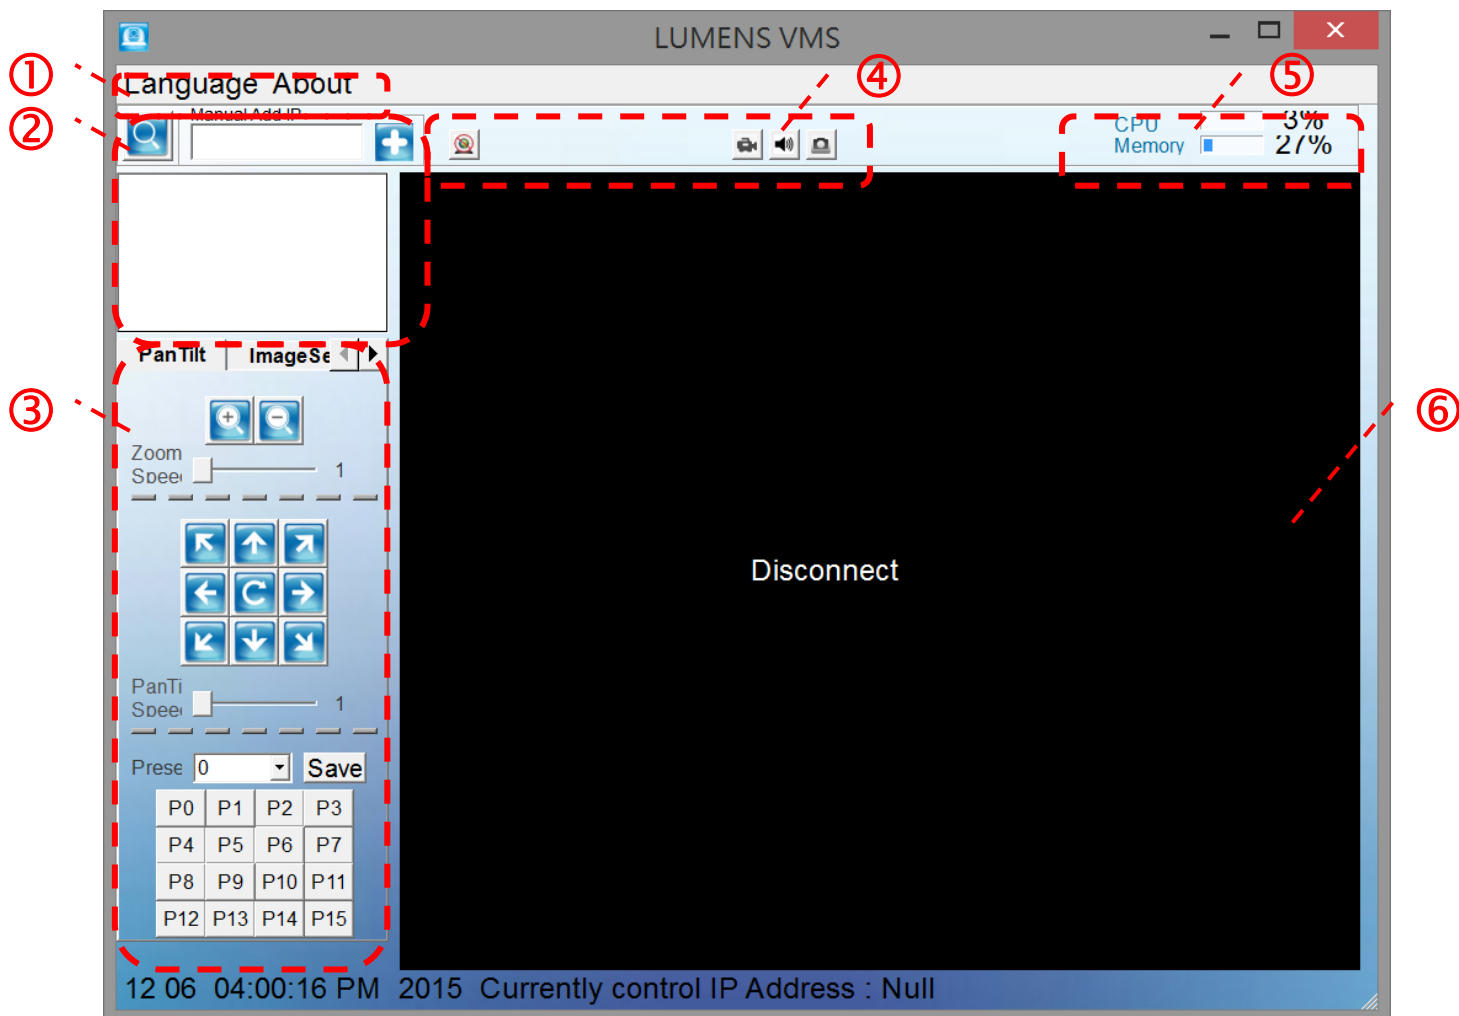 LUMENS VMS
①
Language About
④
⑤
②
Manual Add IP
CPU 3%
Memory 27%
PanTilt ImageSe
③
⑥
Zoom
Speed 1
Disconnect
PanTi
Speed 1
Prese 0 Save
P0 P1 P2 P3
P4 P5 P6 P7
P8 P9 P10 P11
P12 P13 P14 P15
12 06 04:00:16 PM 2015 Currently control IP Address : Null